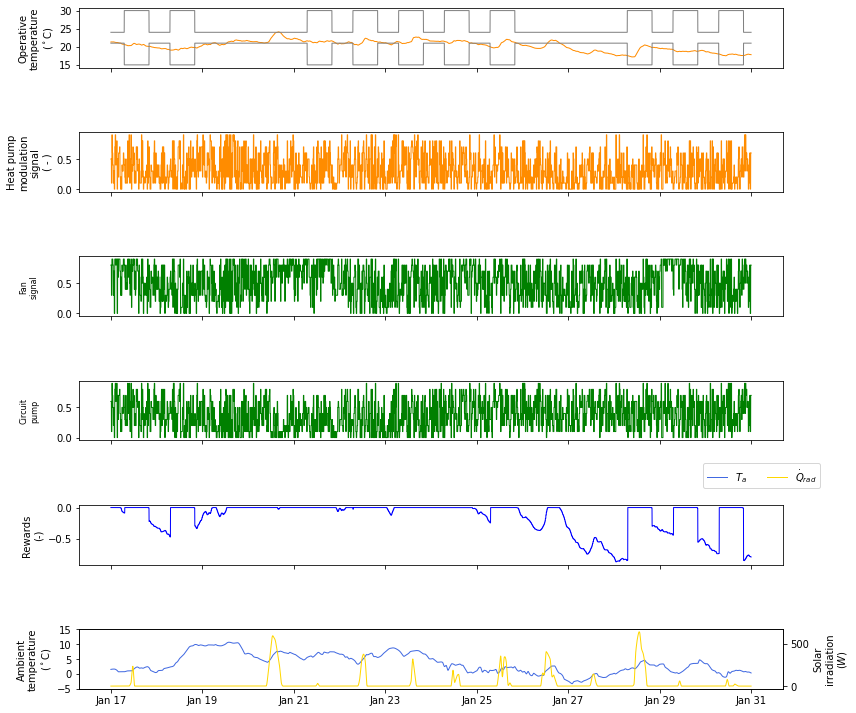 Operative
temperature
(°C)
30
25
20
15
Heat pump
modulation
signal
( - )
0.5
0.0
Fan
signal
0.5
0.0
Circuit
pump
0.5
0.0
T_a Q̇_rad
Rewards
(-)
0.0
−0.5
Ambient
temperature
(°C)
15
10
5
0
−5
500
0
Solar
irradiation
(W)
Jan 17 Jan 19 Jan 21 Jan 23 Jan 25 Jan 27 Jan 29 Jan 31